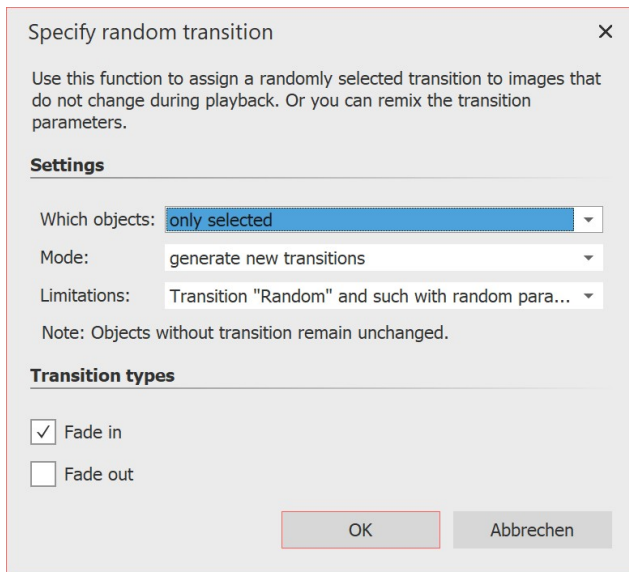 Specify random transition
Use this function to assign a randomly selected transition to images that
do not change during playback. Or you can remix the transition
parameters.
Settings
Which objects: only selected
Mode: generate new transitions
Limitations: Transition "Random" and such with random para...
Note: Objects without transition remain unchanged.
Transition types
Fade in
Fade out
OK Abbrechen